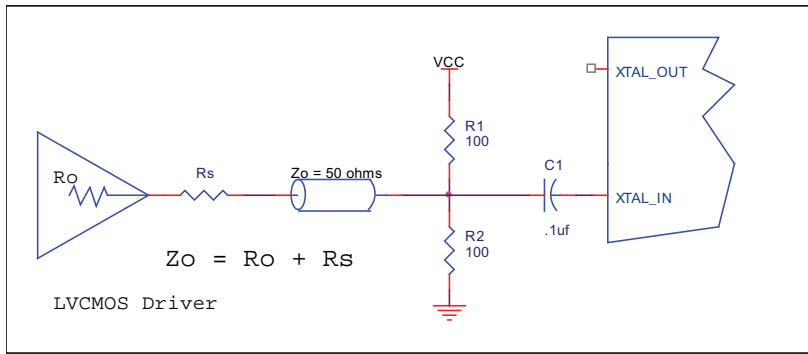 VCC
XTAL_OUT
R1
100
C1
Ro
Rs
Zo = 50 ohms
XTAL_IN
.1uf
R2
100
Zo = Ro + Rs
LVCMOS Driver